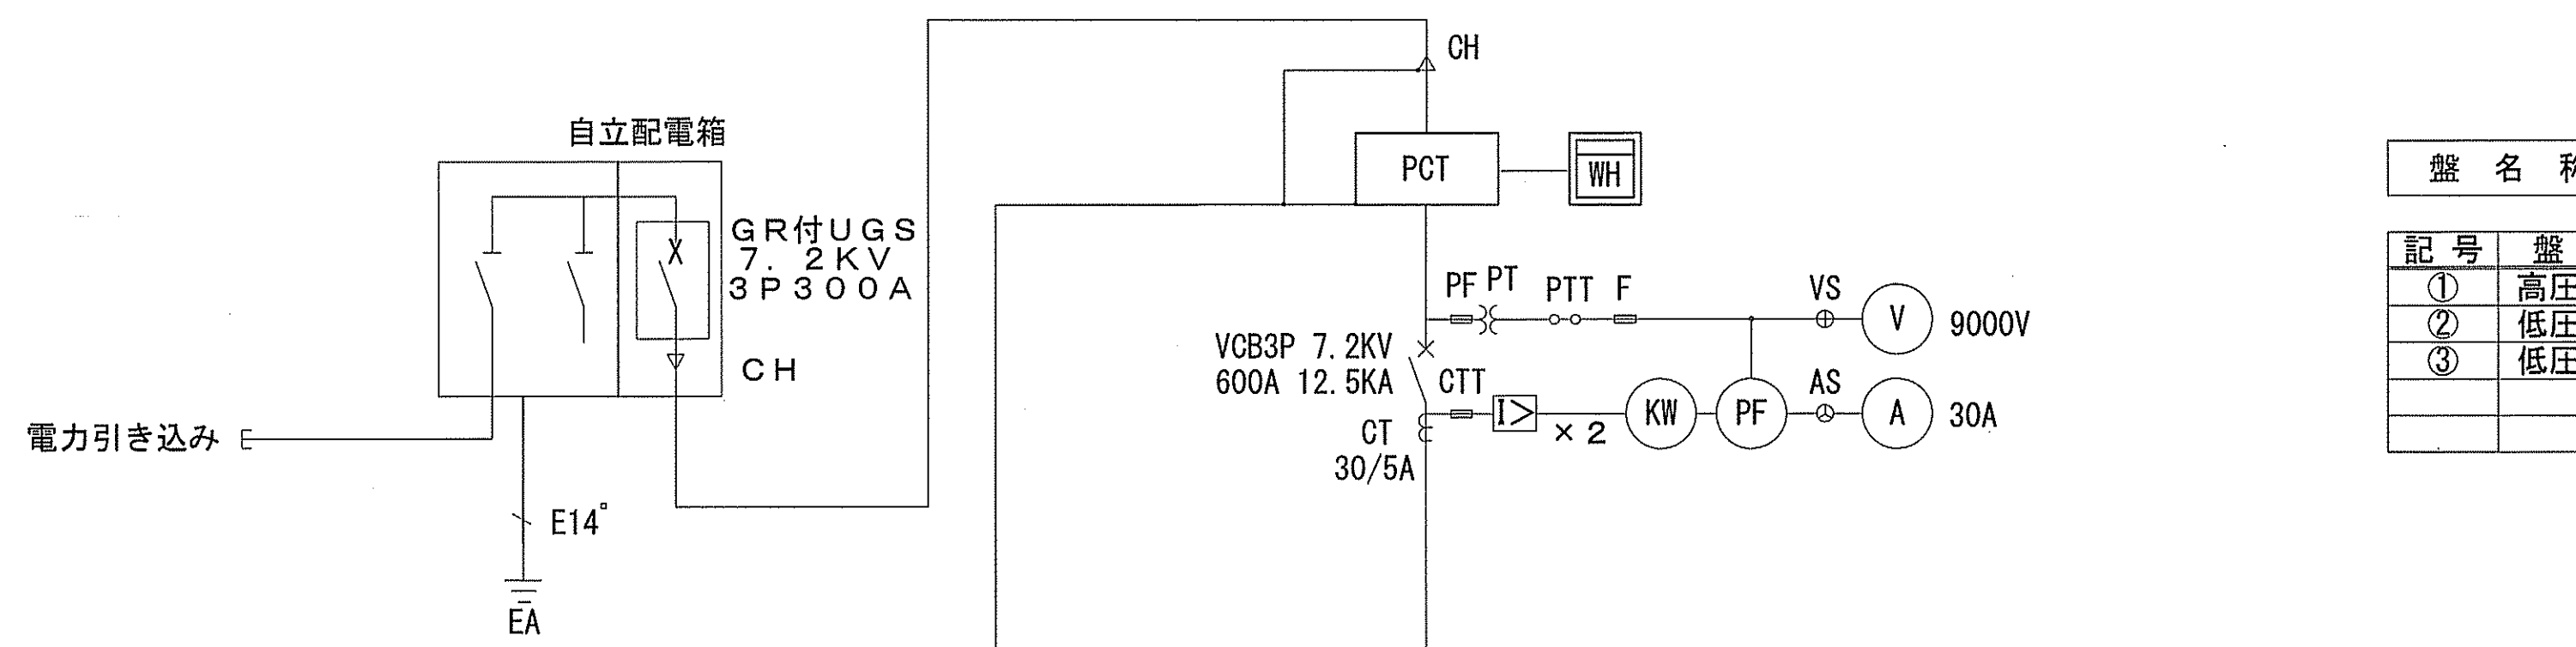 CH
自立配電箱
PCT
WH
盤 名
GR付UGS
7.2KV
3P300A
記 号 盤
① 高圧
② 低圧
③ 低圧
PF PT PTT F VS
V 9000V
VCB3P 7.2KV
600A 12.5KA
CTT
I>
×2
KW
PF
AS
A 30A
CH
CT
30/5A
電力引き込み
E14□
EA